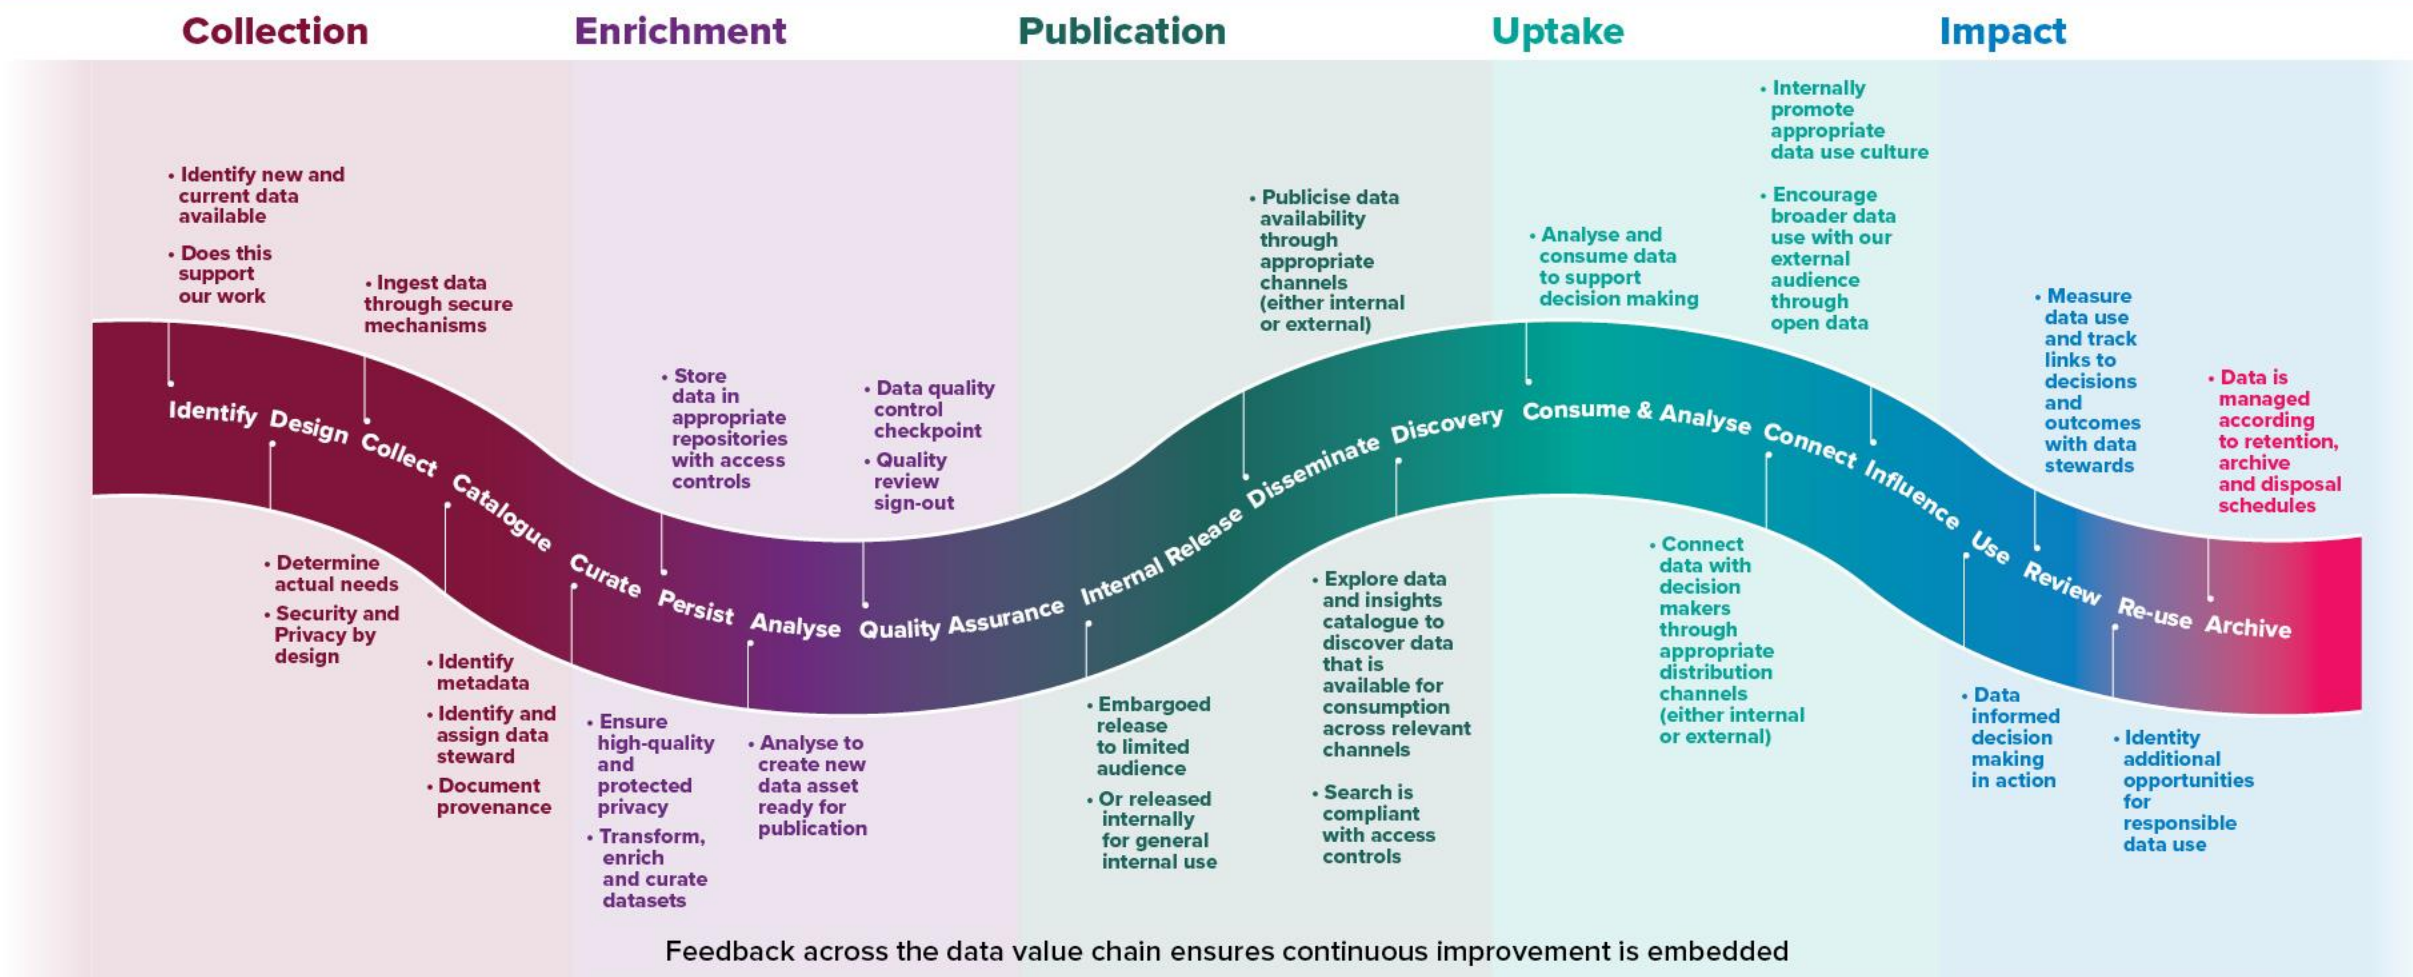 Collection
Enrichment
Publication
Uptake
Impact
• Identify new and
current data
available
• Does this
support
our work
• Ingest data
through secure
mechanisms
• Store
data in
appropriate
repositories
with access
controls
• Data quality
control
checkpoint
• Quality
review
sign-out
• Publicise data
availability
through
appropriate
channels
(either internal
or external)
• Analyse and
consume data
to support
decision making
• Internally
promote
appropriate
data use culture
• Encourage
broader data
use with our
external
audience
through
open data
• Measure
data use
and track
links to
decisions
and
outcomes
with data
stewards
• Data is
managed
according
to retention,
archive
and disposal
schedules
Identify
Design
Collect
Catalogue
Curate
Persist
Analyse
Quality Assurance
Internal Release
Disseminate
Discovery
Consume & Analyse
Connect
Influence
Use
Review
Re-use
Archive
• Determine
actual needs
• Security and
Privacy by
design
• Identify
metadata
• Identify and
assign data
steward
• Document
provenance
• Ensure
high-quality
and
protected
privacy
• Transform,
enrich
and curate
datasets
• Analyse to
create new
data asset
ready for
publication
• Embargoed
release
to limited
audience
• Or released
internally
for general
internal use
• Explore data
and insights
catalogue to
discover data
that is
available for
consumption
across relevant
channels
• Search is
compliant
with access
controls
• Connect
data with
decision
makers
through
appropriate
distribution
channels
(either internal
or external)
• Data
informed
decision
making
in action
• Identity
additional
opportunities
for
responsible
data use
Feedback across the data value chain ensures continuous improvement is embedded